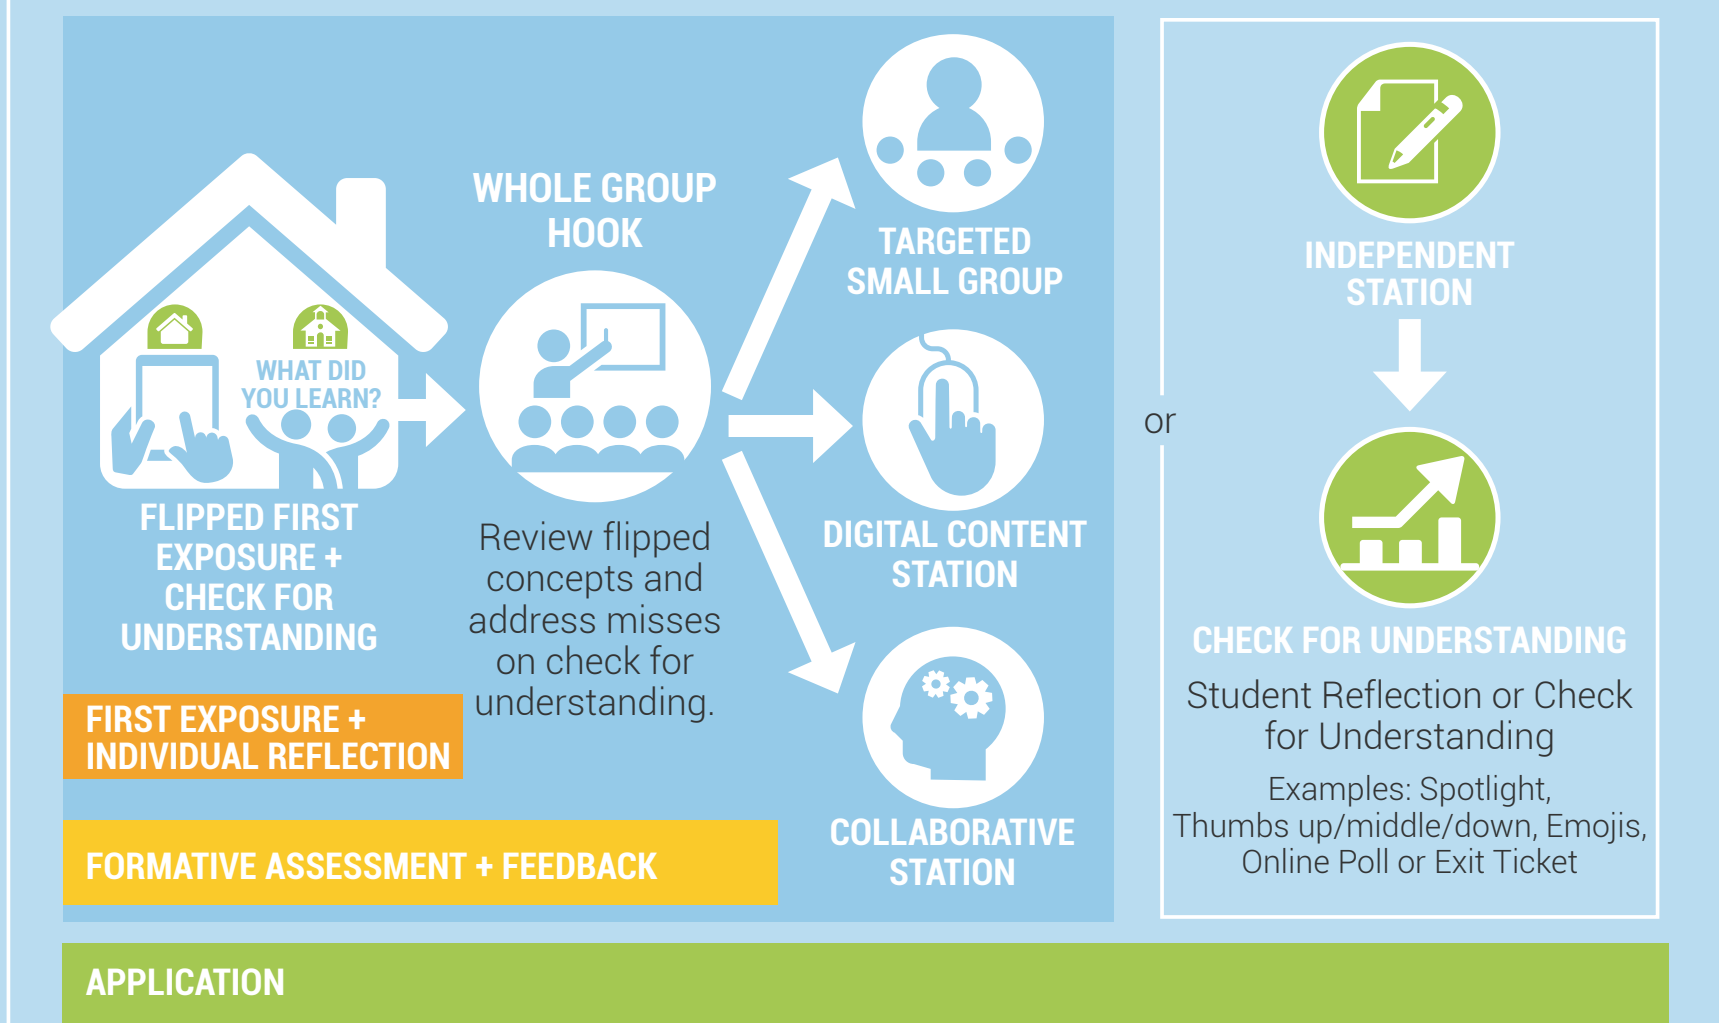 WHAT DID
YOU LEARN?
FLIPPED FIRST
EXPOSURE +
CHECK FOR
UNDERSTANDING
WHOLE GROUP
HOOK
Review flipped
concepts and
address misses
on check for
understanding.
TARGETED
SMALL GROUP
DIGITAL CONTENT
STATION
COLLABORATIVE
STATION
FIRST EXPOSURE +
INDIVIDUAL REFLECTION
FORMATIVE ASSESSMENT + FEEDBACK
or
INDEPENDENT
STATION
CHECK FOR UNDERSTANDING
Student Reflection or Check
for Understanding
Examples: Spotlight,
Thumbs up/middle/down, Emojis,
Online Poll or Exit Ticket
APPLICATION